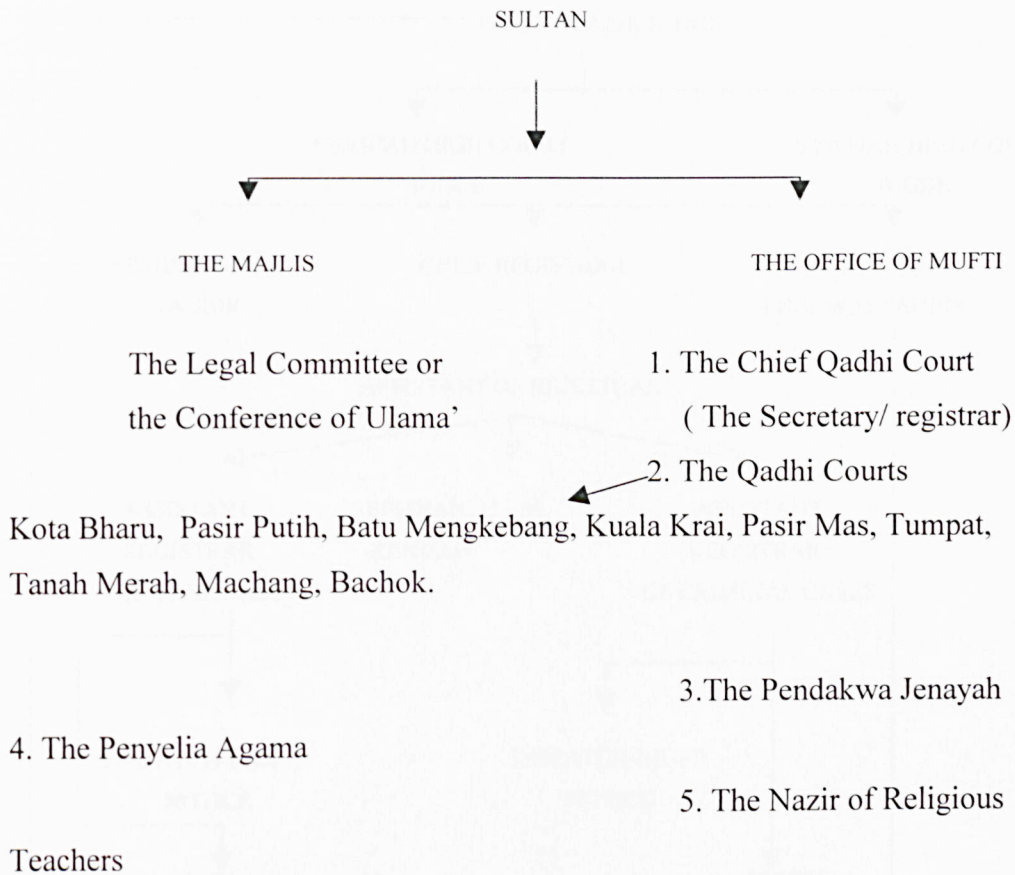 SULTAN
THE MAJLIS
THE OFFICE OF MUFTI
The Legal Committee or
the Conference of Ulama’
1. The Chief Qadhi Court
( The Secretary/ registrar)
2. The Qadhi Courts
Kota Bharu, Pasir Putih, Batu Mengkebang, Kuala Krai, Pasir Mas, Tumpat,
Tanah Merah, Machang, Bachok.
3.The Pendakwa Jenayah
4. The Penyelia Agama
5. The Nazir of Religious
Teachers